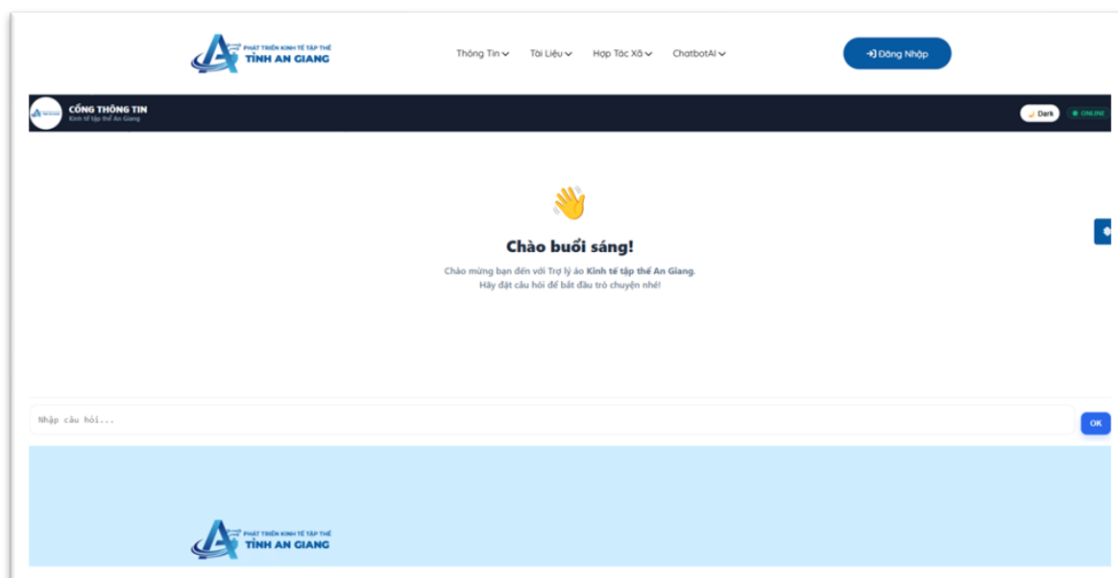 PHÁT TRIỂN KINH TẾ TẬP THỂ
TỈNH AN GIANG
Thông Tin
Tài Liệu
Hợp Tác Xã
ChatbotAI
Đăng Nhập
CỔNG THÔNG TIN
Kinh tế tập thể An Giang
Dark
ONLINE
Chào buổi sáng!
Chào mừng bạn đến với Trợ lý ảo Kinh tế tập thể An Giang.
Hãy đặt câu hỏi để bắt đầu trò chuyện nhé!
Nhập câu hỏi...
OK
PHÁT TRIỂN KINH TẾ TẬP THỂ
TỈNH AN GIANG